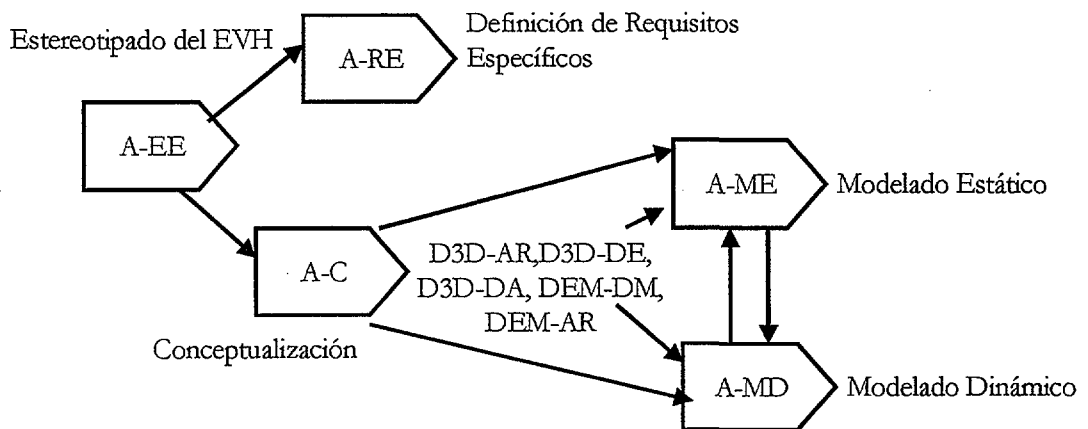 Estereotipado del EVH
A-RE
Definición de Requisitos
Específicos
A-EE
A-ME
Modelado Estático
A-C
D3D-AR,D3D-DE,
D3D-DA, DEM-DM,
DEM-AR
Conceptualización
A-MD
Modelado Dinámico